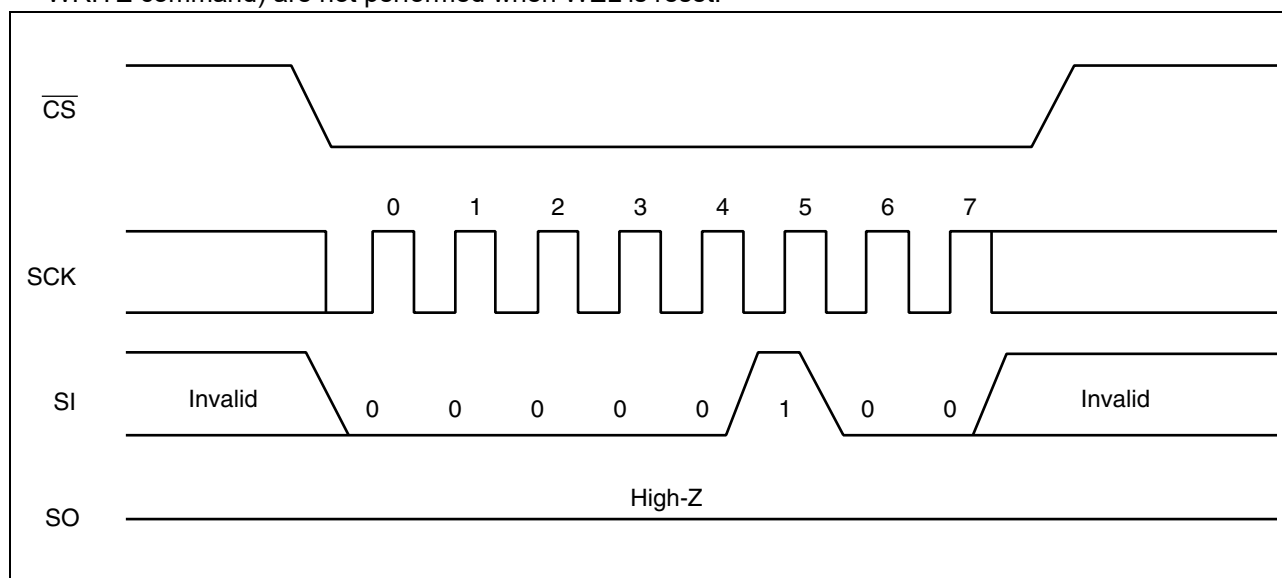 WRITE command) are not performed when WEL is reset.
CS
0 1 2 3 4 5 6 7
SCK
SI Invalid 0 0 0 0 0 1 0 0 Invalid
High-Z
SO